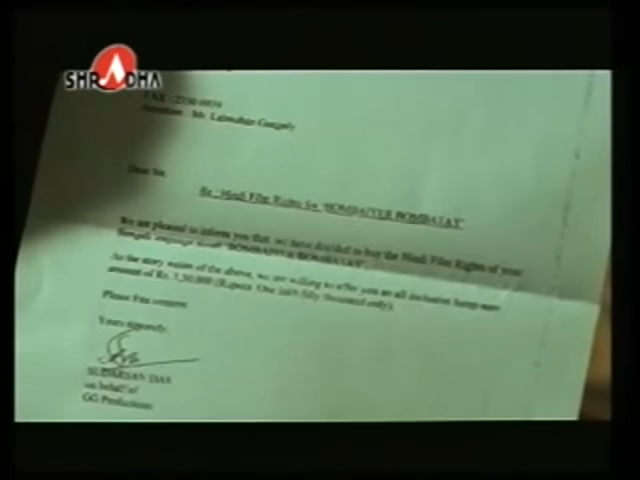 SHRADHA
Attention : Mr. Lalmohan Ganguly
Dear Sir,
Re : Hindi Film Rights for 'BOMBAIYER BOMBATAY'
We are pleased to inform you that we have decided to buy the Hindi Film Rights of your
Bengali language novel 'BOMBAIYER BOMBATAY'
As the story writer of the above, we are willing to offer you an all inclusive lump-sum
amount of Rs. 1,50,000 (Rupees One lakh fifty thousand only).
Please Fax consent.
Yours sincerely,
SUDARSAN DAS
on behalf of
GG Productions